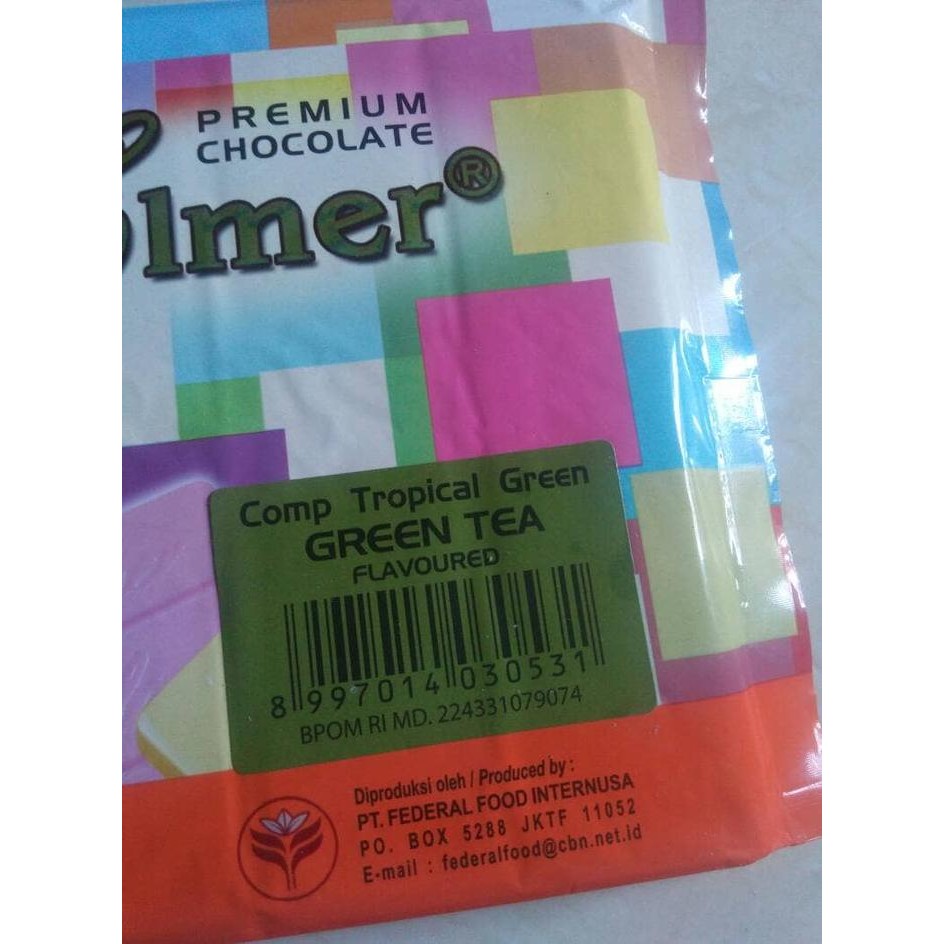 PREMIUM
CHOCOLATE
lmer®
Comp Tropical Green
GREEN TEA
FLAVOURED
8 997014 030531
BPOM RI MD. 224331079074
Diproduksi oleh / Produced by :
PT. FEDERAL FOOD INTERNUSA
PO. BOX 5288 JKTF 11052
E-mail : federalfood@cbn.net.id